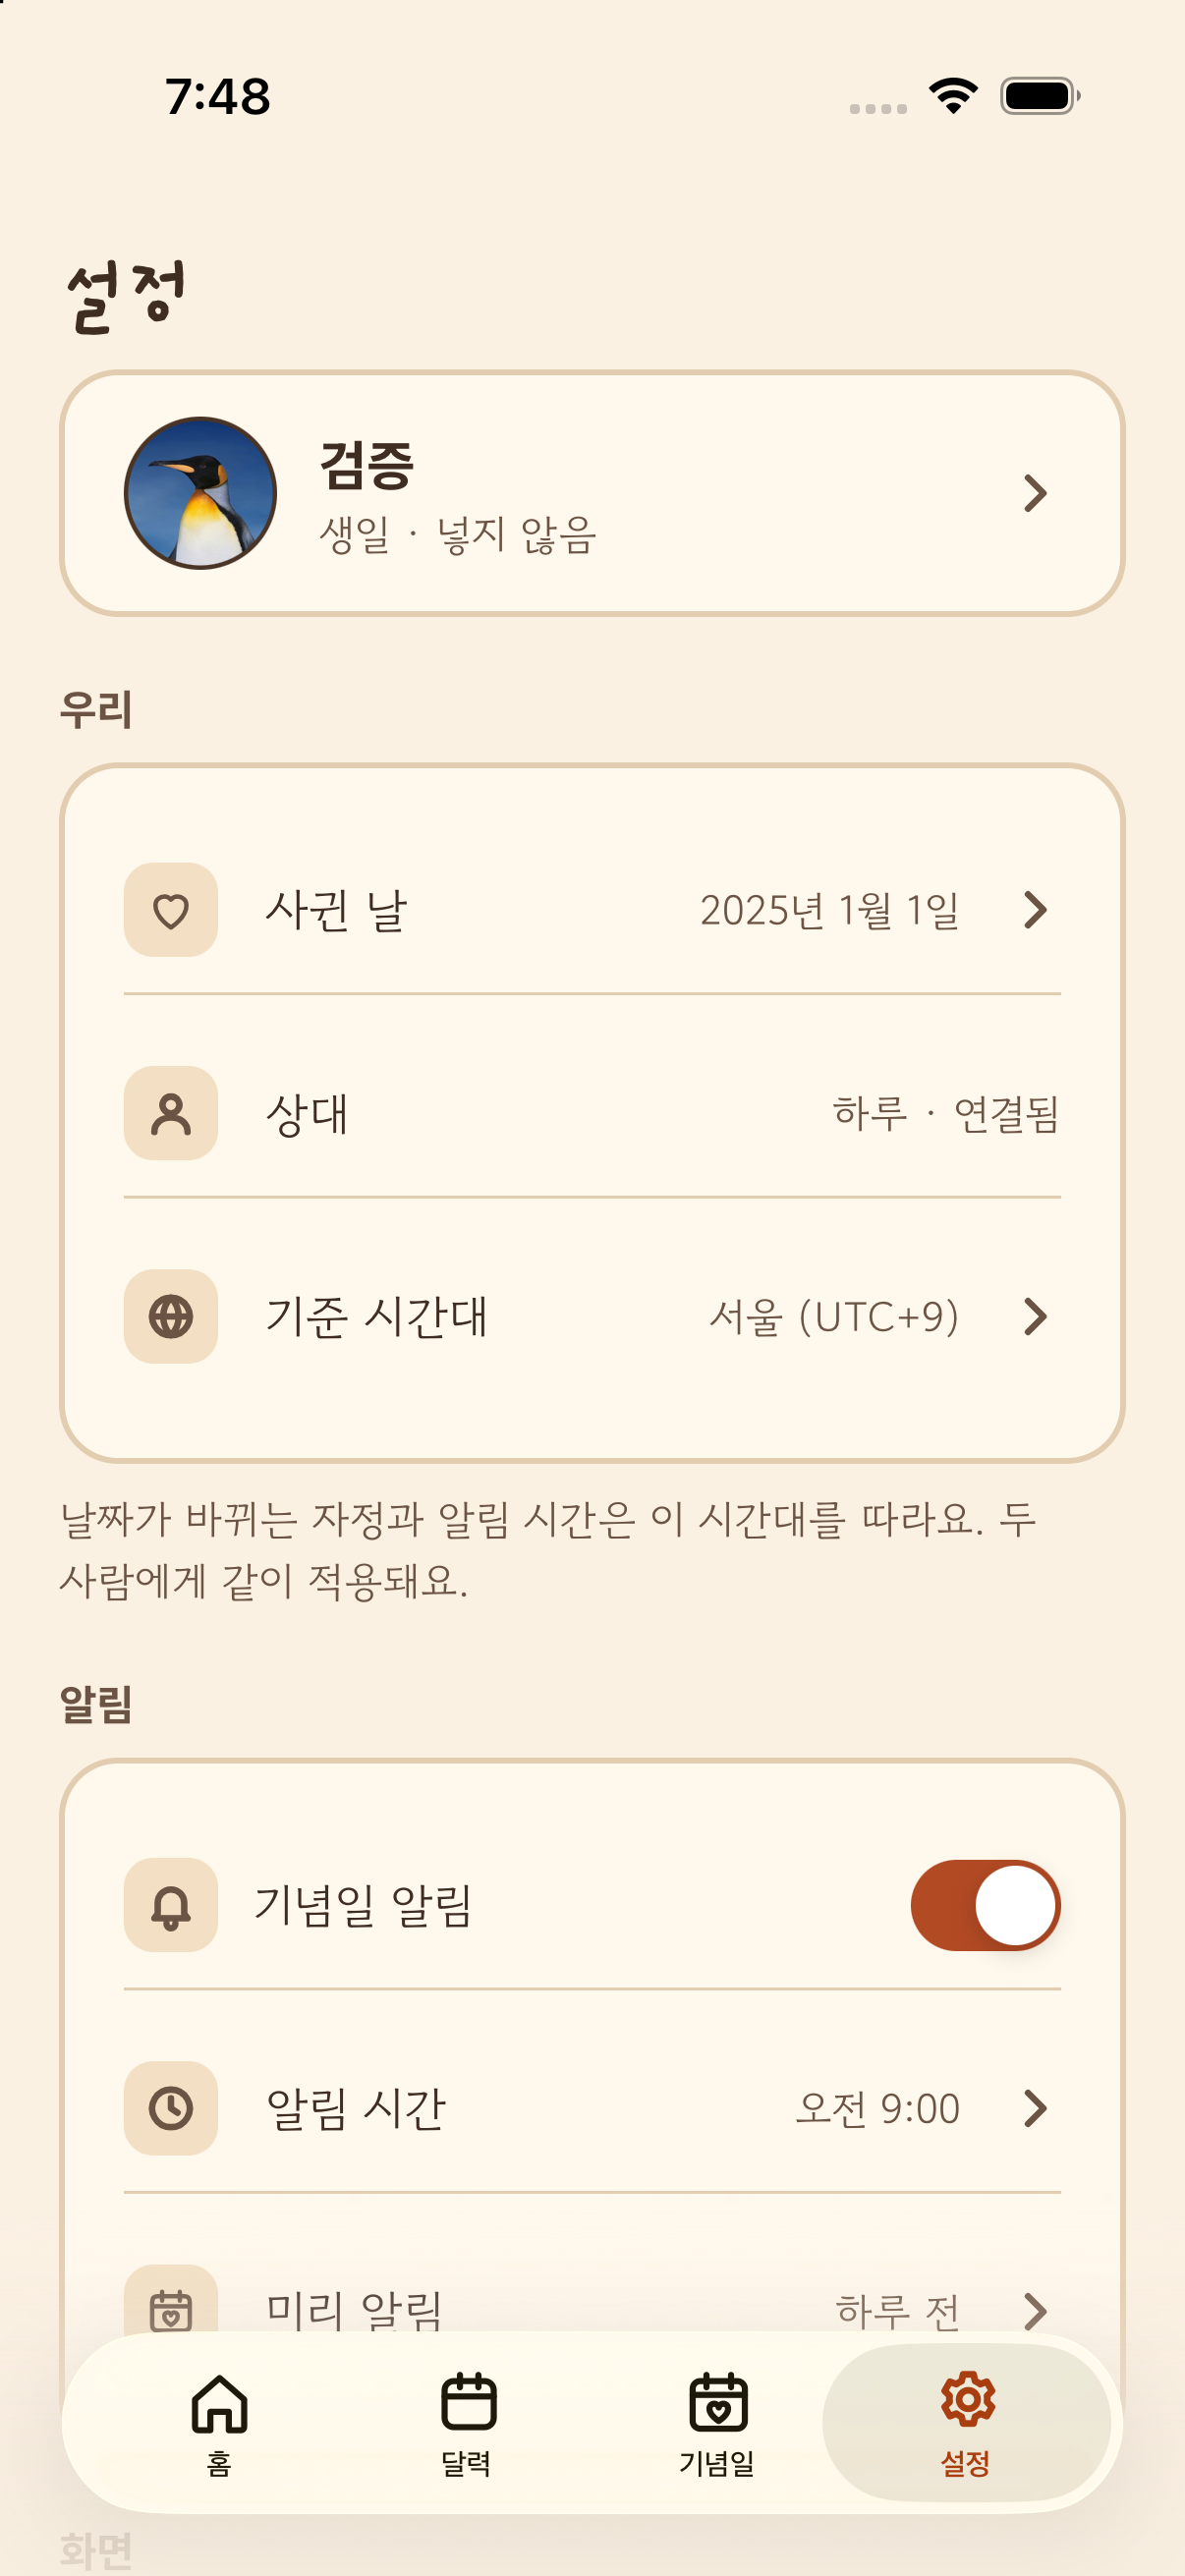 7:48
설정
검증
생일 · 넣지 않음
우리
사귄 날 2025년 1월 1일
상대 하루 · 연결됨
기준 시간대 서울 (UTC+9)
날짜가 바뀌는 자정과 알림 시간은 이 시간대를 따라요. 두
사람에게 같이 적용돼요.
알림
기념일 알림
알림 시간 오전 9:00
미리 알림 하루 전
홈 달력 기념일 설정
화면